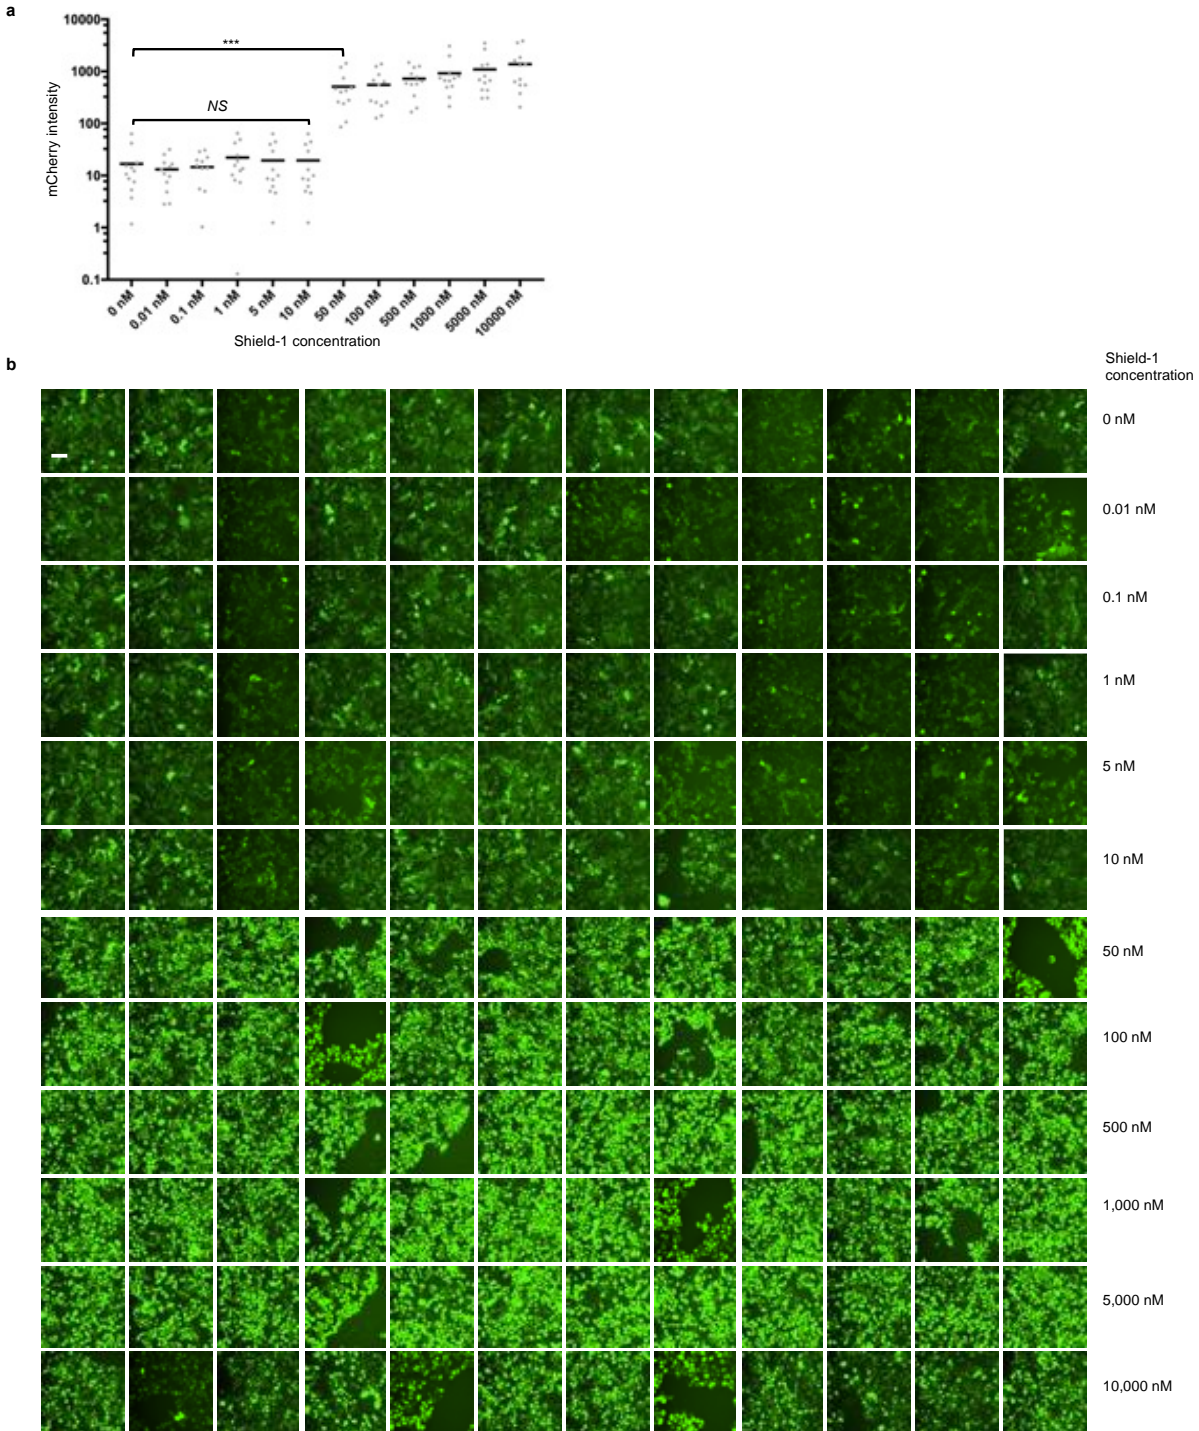 a
10000
1000
100
10
1
0.1
mCherry intensity
***
NS
0 nM
0.01 nM
0.1 nM
1 nM
5 nM
10 nM
50 nM
100 nM
500 nM
1000 nM
5000 nM
10000 nM
Shield-1 concentration
b
Shield-1
concentration
0 nM
0.01 nM
0.1 nM
1 nM
5 nM
10 nM
50 nM
100 nM
500 nM
1,000 nM
5,000 nM
10,000 nM